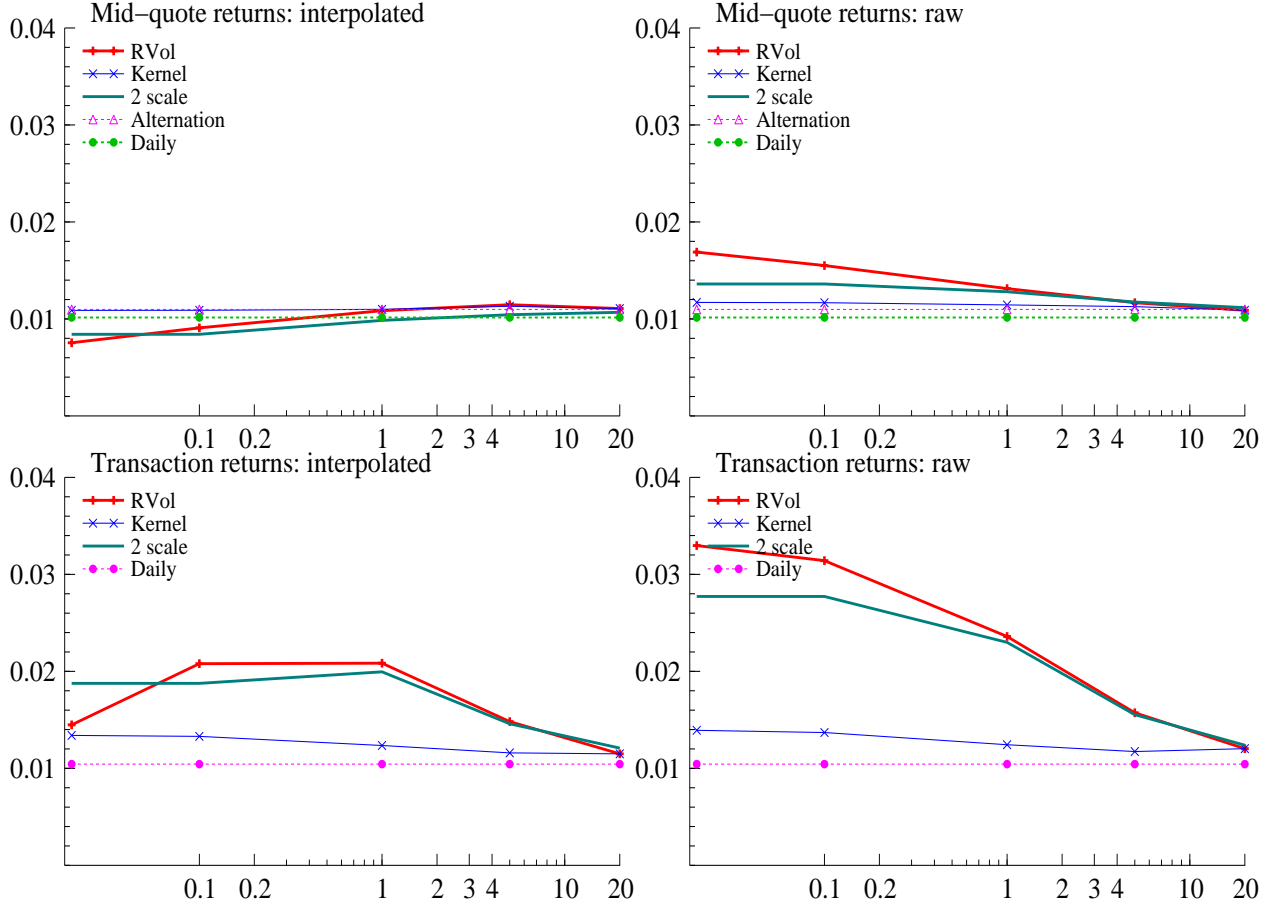 Mid−quote returns: interpolated
0.04
RVol
Kernel
2 scale
Alternation
Daily
0.03
0.02
0.01
0.1 0.2 1 2 3 4 10 20
Mid−quote returns: raw
0.04
RVol
Kernel
2 scale
Alternation
Daily
0.03
0.02
0.01
0.1 0.2 1 2 3 4 10 20
Transaction returns: interpolated
0.04
RVol
Kernel
2 scale
Daily
0.03
0.02
0.01
0.1 0.2 1 2 3 4 10 20
Transaction returns: raw
0.04
RVol
Kernel
2 scale
Daily
0.03
0.02
0.01
0.1 0.2 1 2 3 4 10 20